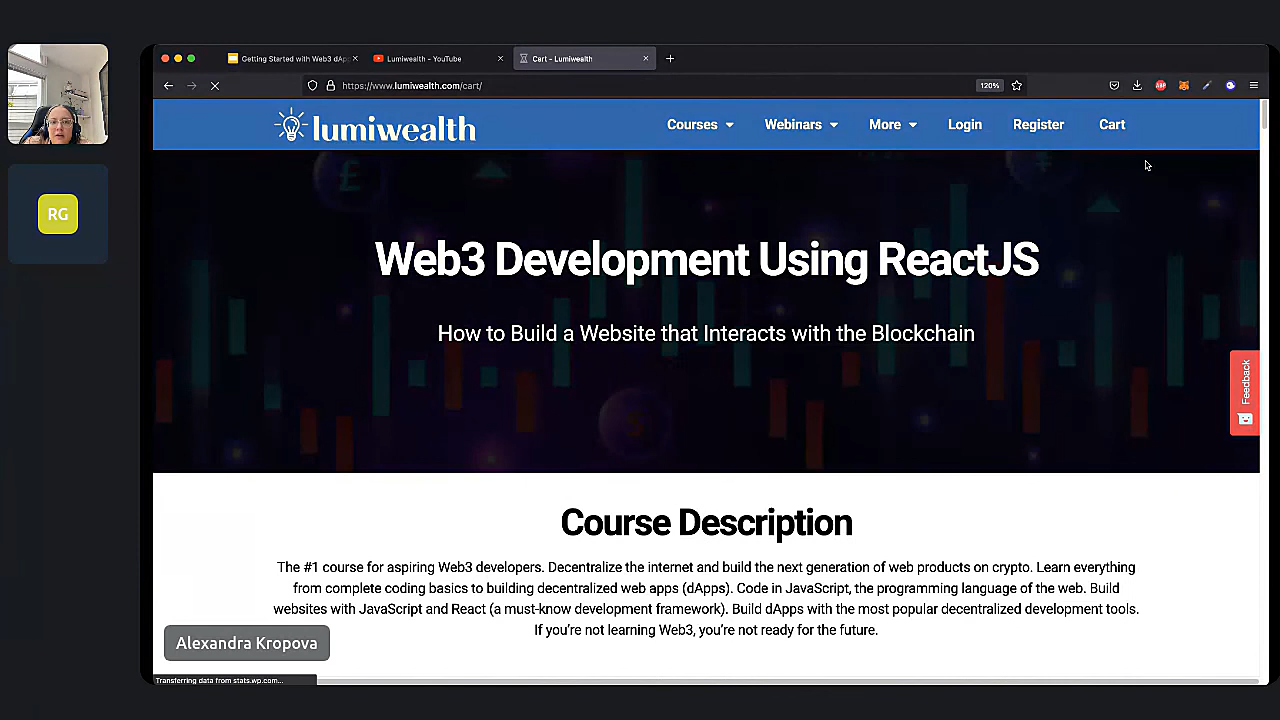 Getting Started with Web3 dAp
Lumiwealth - YouTube
Cart - Lumiwealth
https://www.lumiwealth.com/cart/
120%
ABP
lumiwealth
Courses
Webinars
More
Login
Register
Cart
RG
Web3 Development Using ReactJS
How to Build a Website that Interacts with the Blockchain
Feedback
Course Description
The #1 course for aspiring Web3 developers. Decentralize the internet and build the next generation of web products on crypto. Learn everything
from complete coding basics to building decentralized web apps (dApps). Code in JavaScript, the programming language of the web. Build
websites with JavaScript and React (a must-know development framework). Build dApps with the most popular decentralized development tools.
If you're not learning Web3, you're not ready for the future.
Alexandra Kropova
Transferring data from stats.wp.com...